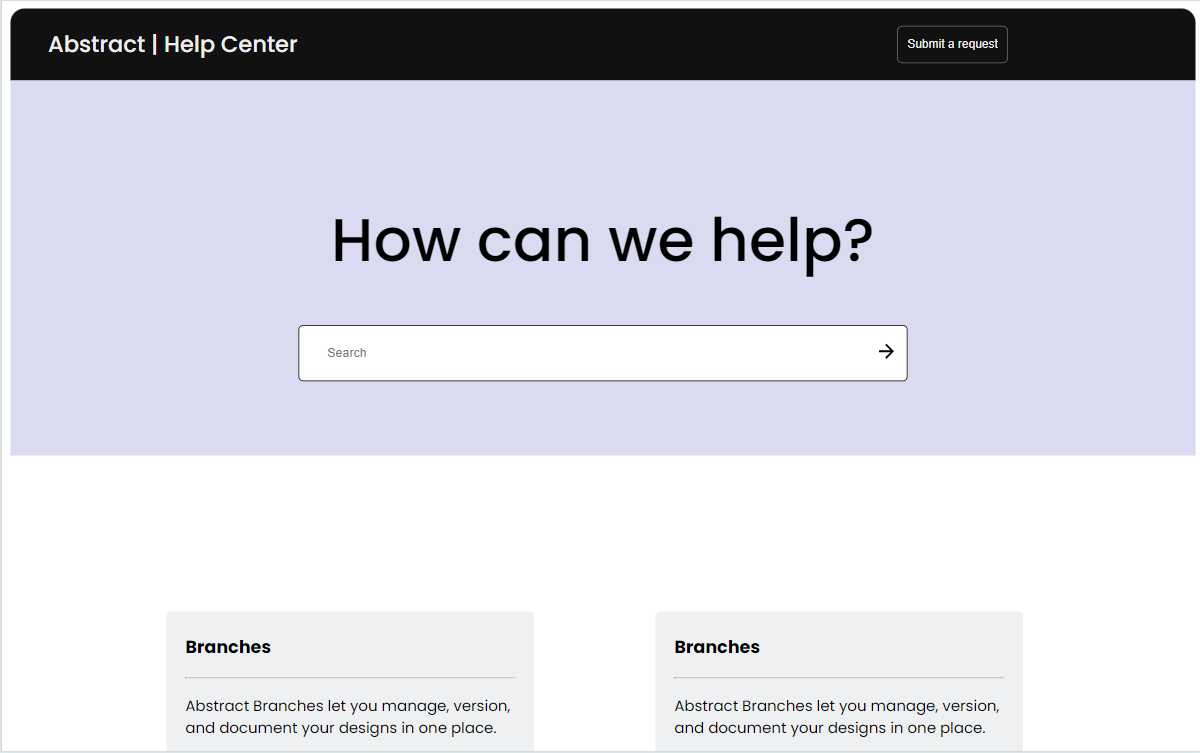 Abstract | Help Center
Submit a request
How can we help?
Search
Branches
Abstract Branches let you manage, version,
and document your designs in one place.
Branches
Abstract Branches let you manage, version,
and document your designs in one place.